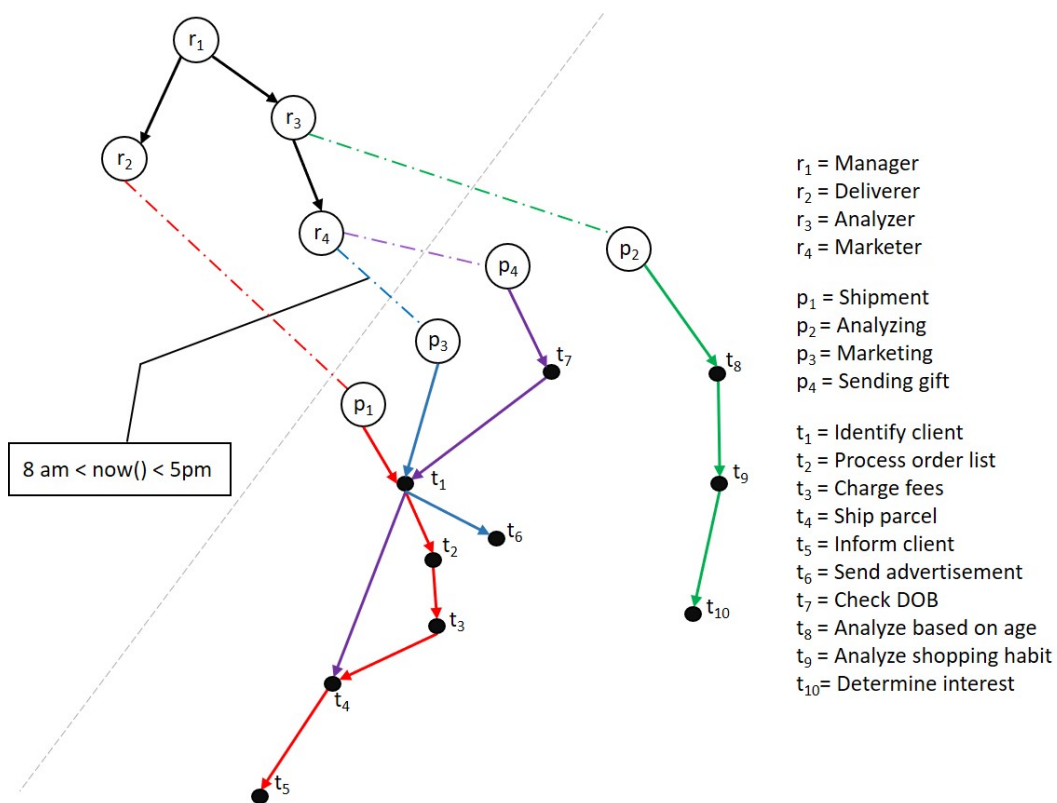 r1
r3
r2
r4
p4
p2
p3
t7
t8
p1
8 am < now() < 5pm
t1
t9
t6
t2
t10
t3
t4
t5
r1 = Manager
r2 = Deliverer
r3 = Analyzer
r4 = Marketer
p1 = Shipment
p2 = Analyzing
p3 = Marketing
p4 = Sending gift
t1 = Identify client
t2 = Process order list
t3 = Charge fees
t4 = Ship parcel
t5 = Inform client
t6 = Send advertisement
t7 = Check DOB
t8 = Analyze based on age
t9 = Analyze shopping habit
t10= Determine interest